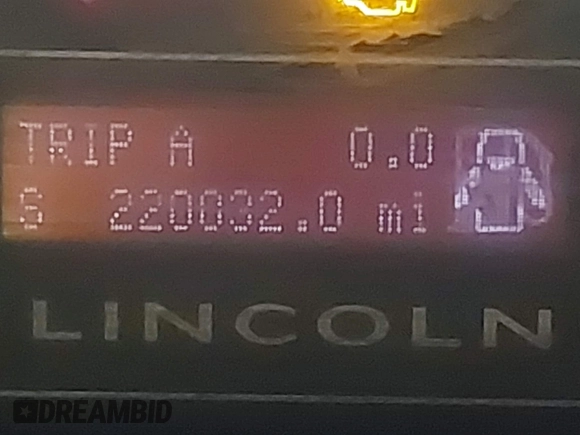 TRIP A 0.0
S 220032.0 mi
LINCOLN
DREAMBID